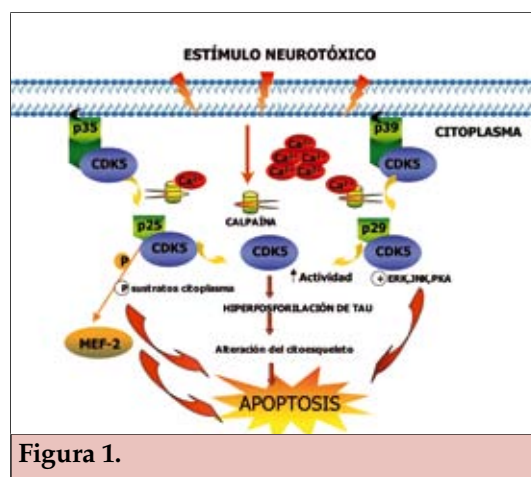 ESTÍMULO NEUROTÓXICO
p35
CDK5
p39
CDK5
CITOPLASMA
Ca²⁺
Ca²⁺ Ca²⁺
Ca²⁺ Ca²⁺
Ca²⁺ Ca²⁺
Ca²⁺
CALPAÍNA
p25
CDK5
CDK5
p29
CDK5
P
P sustratos citoplasma
↑ Actividad
+ ERK, JNK, PKA
HIPERFOSFORILACIÓN DE TAU
MEF-2
Alteración del citoesqueleto
APOPTOSIS
Figura 1.